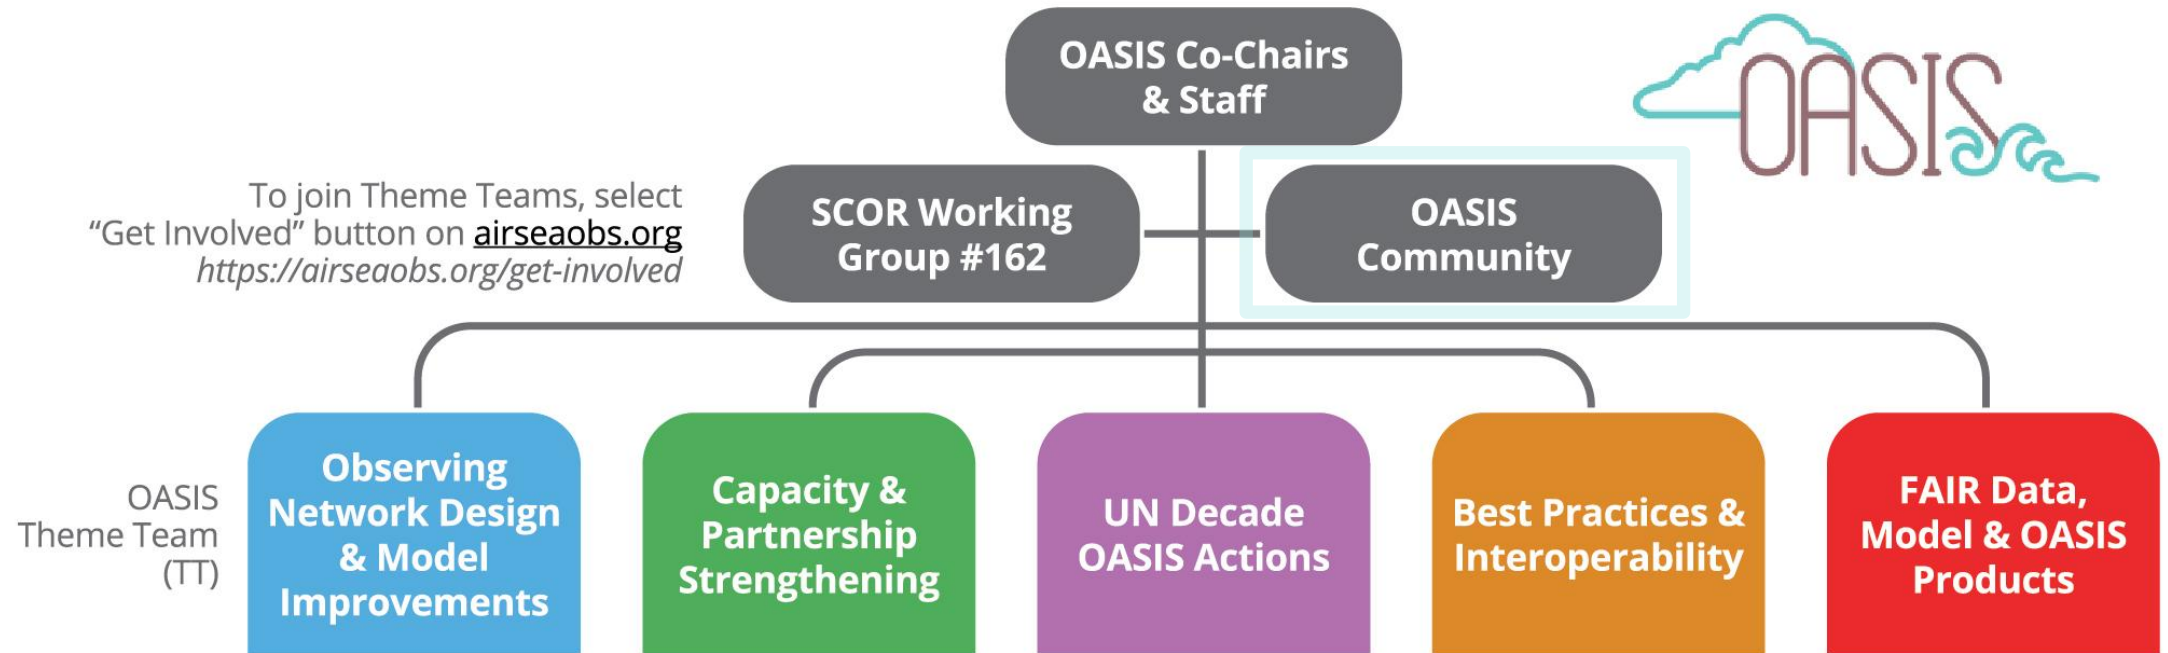 OASIS Co-Chairs
& Staff
OASIS
To join Theme Teams, select
“Get Involved” button on airseaobs.org
https://airseaobs.org/get-involved
SCOR Working
Group #162
OASIS
Community
OASIS
Theme Team
(TT)
Observing
Network Design
& Model
Improvements
Capacity &
Partnership
Strengthening
UN Decade
OASIS Actions
Best Practices &
Interoperability
FAIR Data,
Model & OASIS
Products